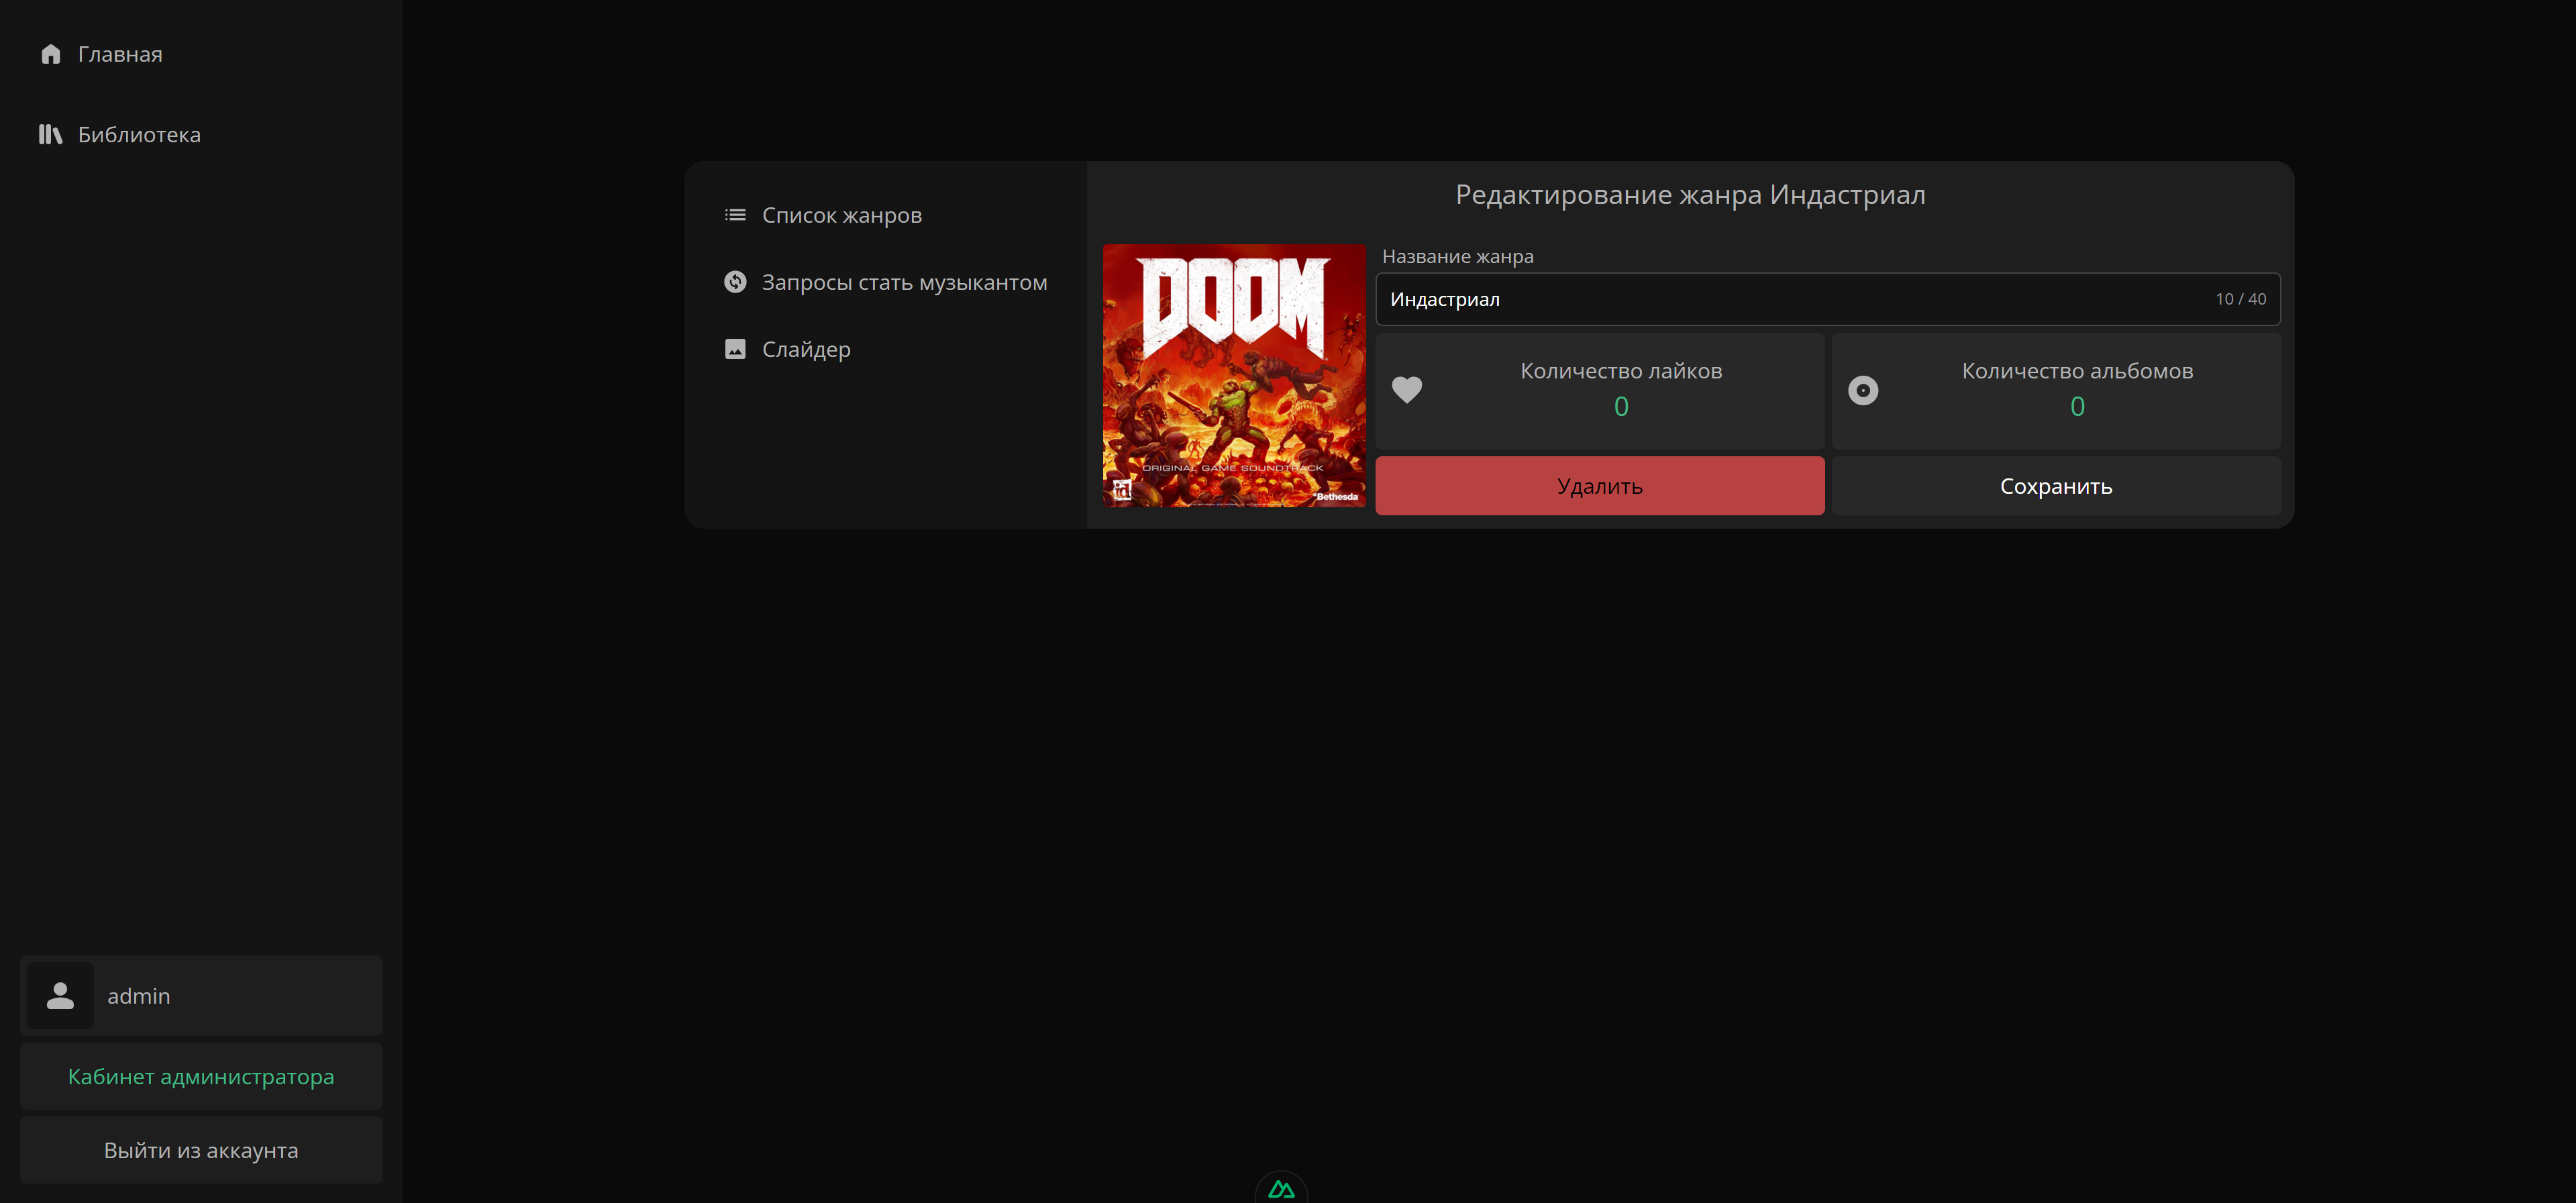 Главная
Библиотека
Список жанров
Запросы стать музыкантом
Слайдер
Редактирование жанра Индастриал
DOOM
ORIGINAL GAME SOUNDTRACK
id
Bethesda
Название жанра
Индастриал
10 / 40
Количество лайков
0
Количество альбомов
0
Удалить
Сохранить
admin
Кабинет администратора
Выйти из аккаунта